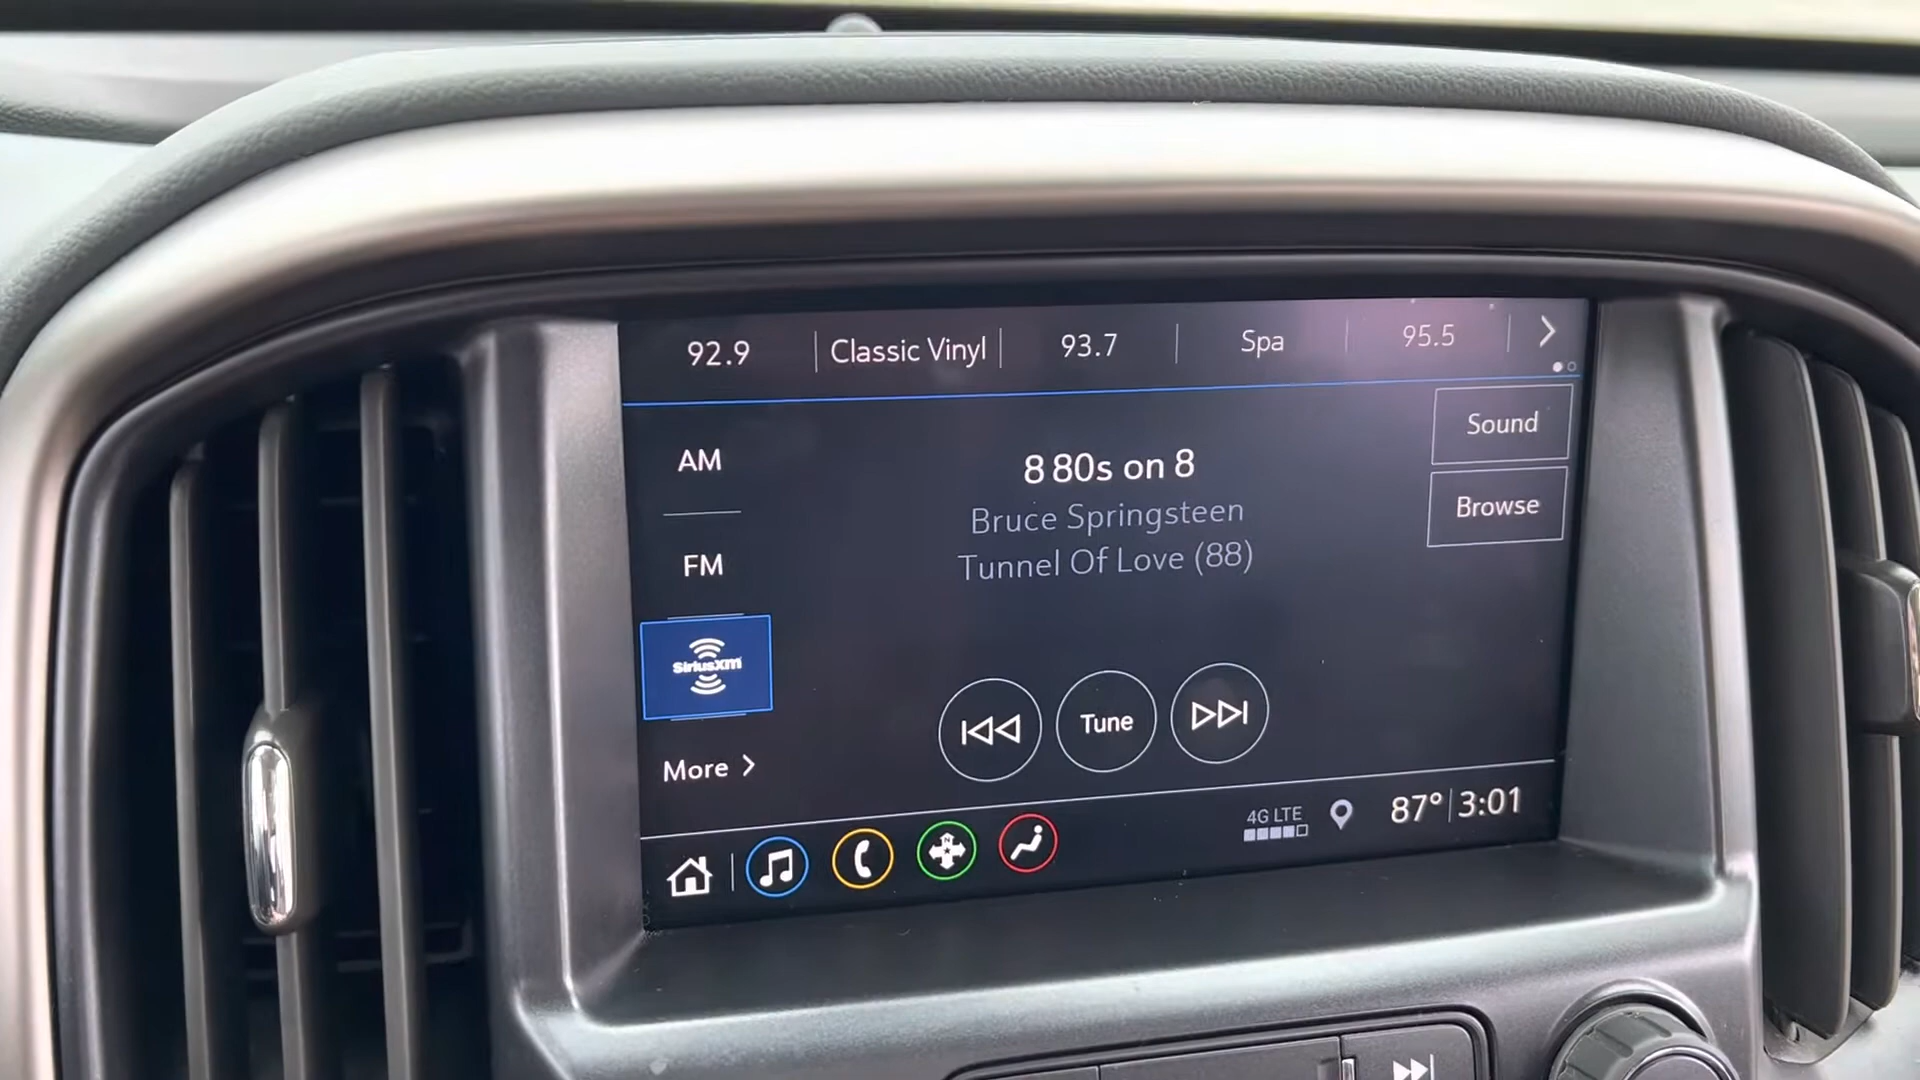 92.9 Classic Vinyl 93.7 Spa 95.5
Sound
AM
8 80s on 8
Browse
Bruce Springsteen
FM
Tunnel Of Love (88)
SiriusXM
Tune
More
4G LTE
87° 3:01